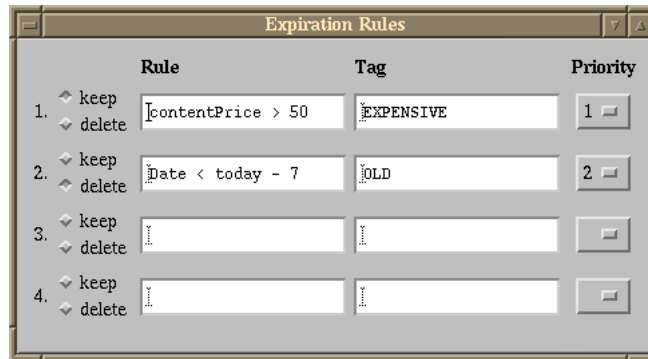 Expiration Rules
Rule Tag Priority
1. keep contentPrice > 50 EXPENSIVE 1
delete
2. keep Date < today - 7 OLD 2
delete
3. keep
delete
4. keep
delete